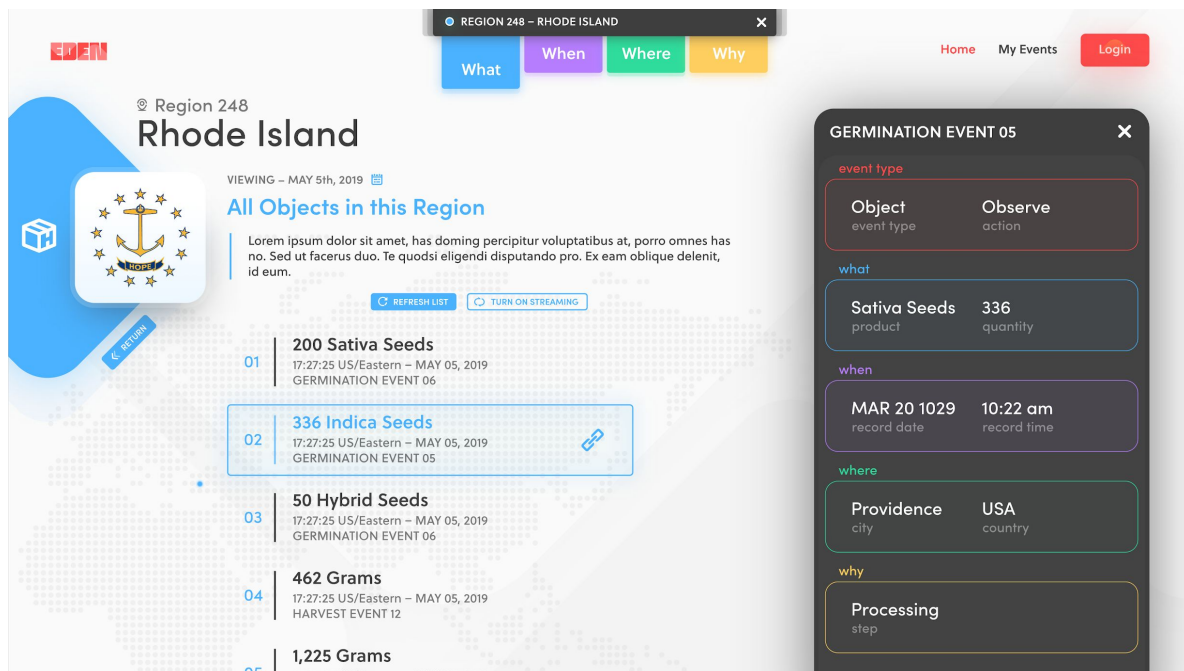 REGION 248 – RHODE ISLAND
EDEN
What
When
Where
Why
Home
My Events
Login
Region 248
Rhode Island
HOPE
RETURN
VIEWING – MAY 5th, 2019
All Objects in this Region
Lorem ipsum dolor sit amet, has doming percipitur voluptatibus at, porro omnes has
no. Sed ut facerus duo. Te quodsi eligendi disputando pro. Ex eam oblique delenit,
id eum.
REFRESH LIST
TURN ON STREAMING
01
200 Sativa Seeds
17:27:25 US/Eastern – MAY 05, 2019
GERMINATION EVENT 06
02
336 Indica Seeds
17:27:25 US/Eastern – MAY 05, 2019
GERMINATION EVENT 05
03
50 Hybrid Seeds
17:27:25 US/Eastern – MAY 05, 2019
GERMINATION EVENT 06
04
462 Grams
17:27:25 US/Eastern – MAY 05, 2019
HARVEST EVENT 12
1,225 Grams
GERMINATION EVENT 05
event type
Object Observe
event type action
what
Sativa Seeds 336
product quantity
when
MAR 20 1029 10:22 am
record date record time
where
Providence USA
city country
why
Processing
step